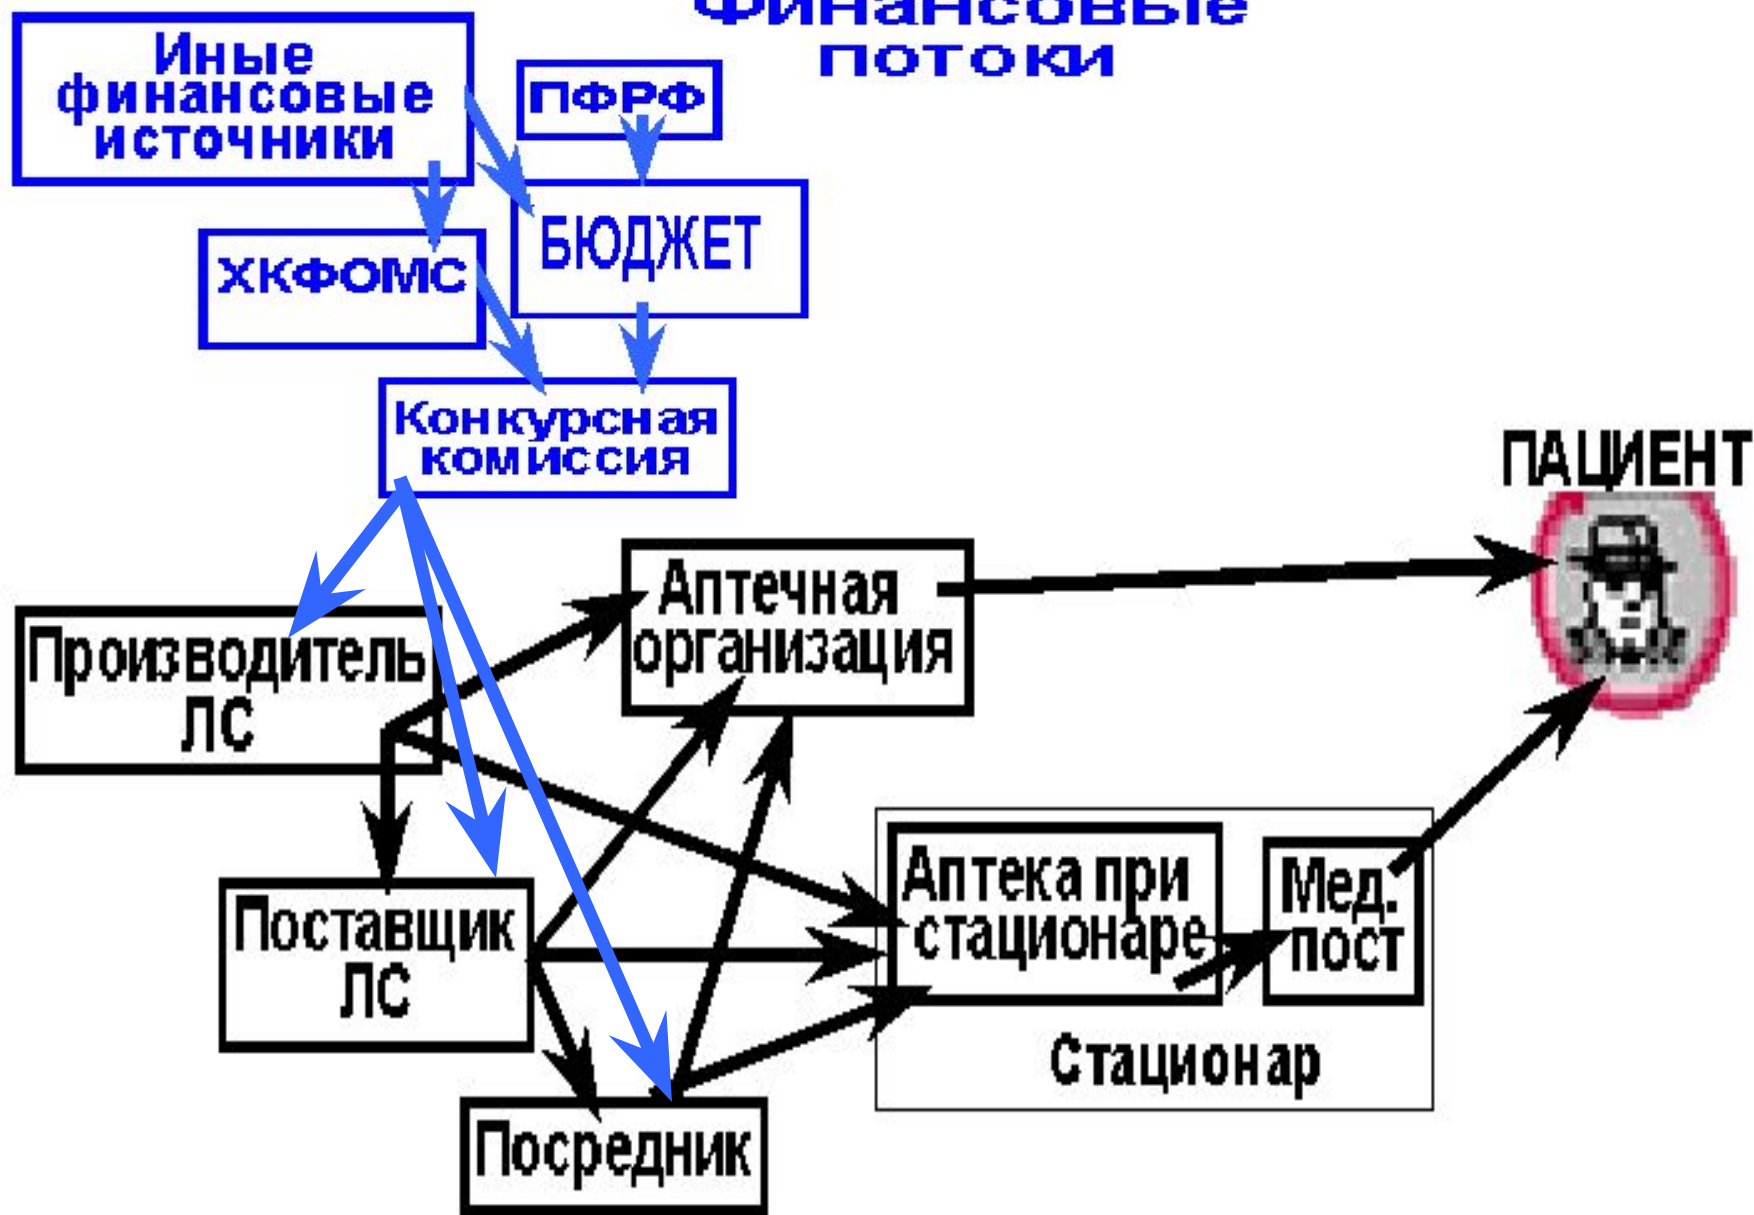 Финансовые
потоки
Иные
финансовые
источники
ПФРФ
БЮДЖЕТ
ХКФОМС
Конкурсная
комиссия
ПАЦИЕНТ
Аптечная
организация
Производитель
ЛС
Поставщик
ЛС
Аптека при
стационаре
Мед.
пост
Стационар
Посредник